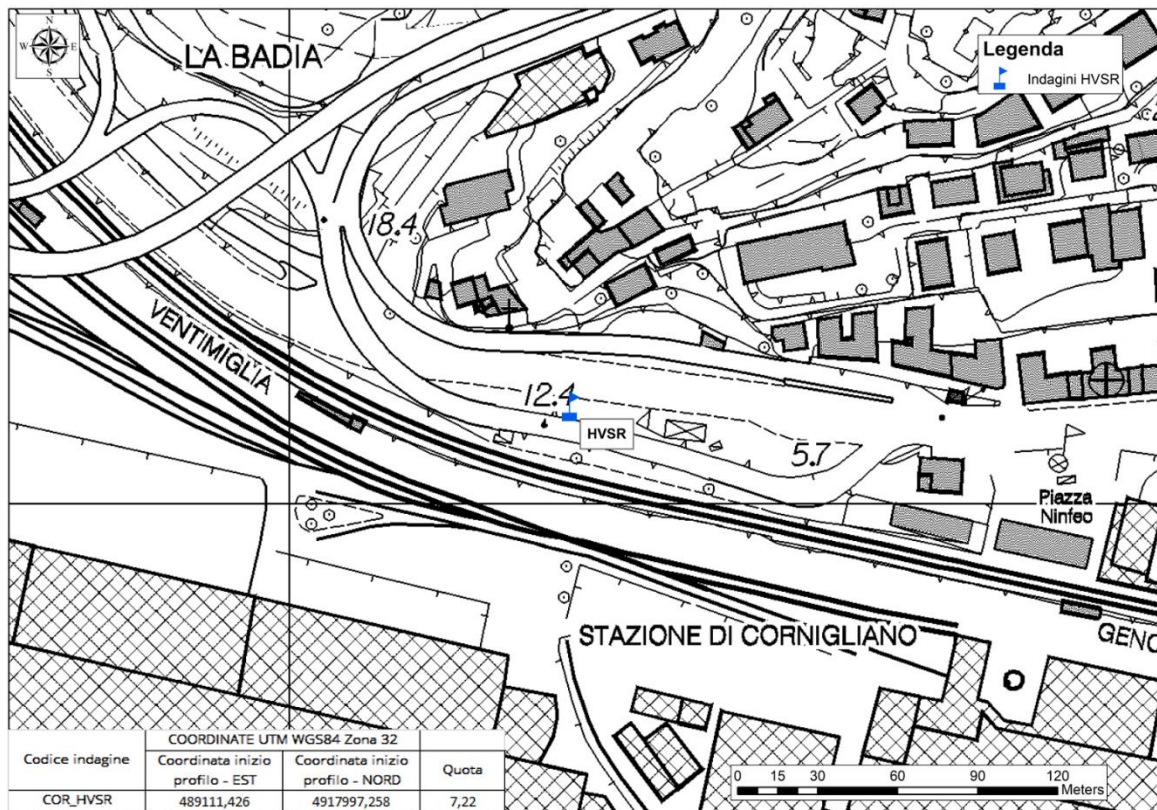 N
W E
S
LA BADIA
Legenda
Indagini HVSR
18.4
VENTIMIGLIA
12.4
HVSR
5.7
Piazza
Ninfeo
STAZIONE DI CORNIGLIANO
GENO
Codice indagine
COORDINATE UTM WGS84 Zona 32
Coordinata inizio
profilo - EST
Coordinata inizio
profilo - NORD
Quota
COR_HVSR 489111,426 4917997,258 7,22
0 15 30 60 90 120
Meters